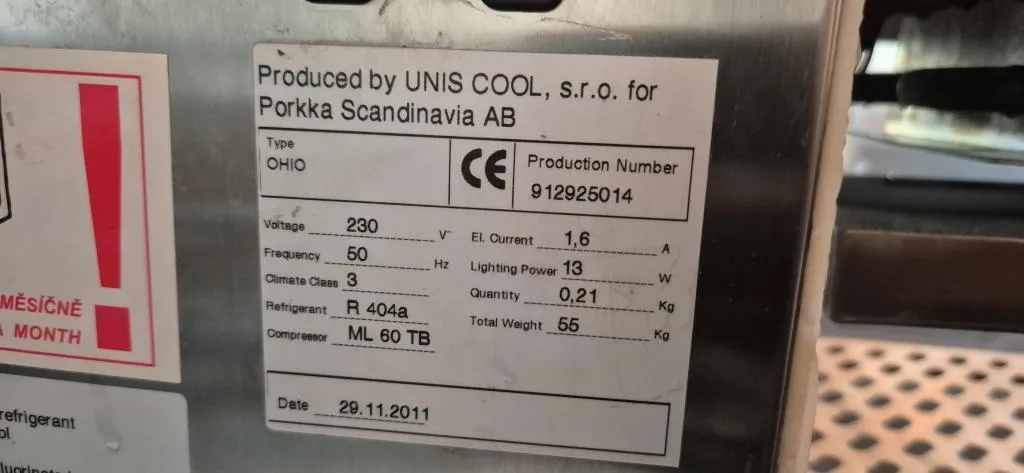 Produced by UNIS COOL, s.r.o. for
Porkka Scandinavia AB
Type
OHIO
CE
Production Number
912925014
Voltage 230 V~
Frequency 50 Hz
Climate Class 3
Refrigerant R 404a
Compressor ML 60 TB
El. Current 1,6 A
Lighting Power 13 W
Quantity 0,21 Kg
Total Weight 55 Kg
Date 29.11.2011
MĚSÍČNĚ
A MONTH
!
refrigerant